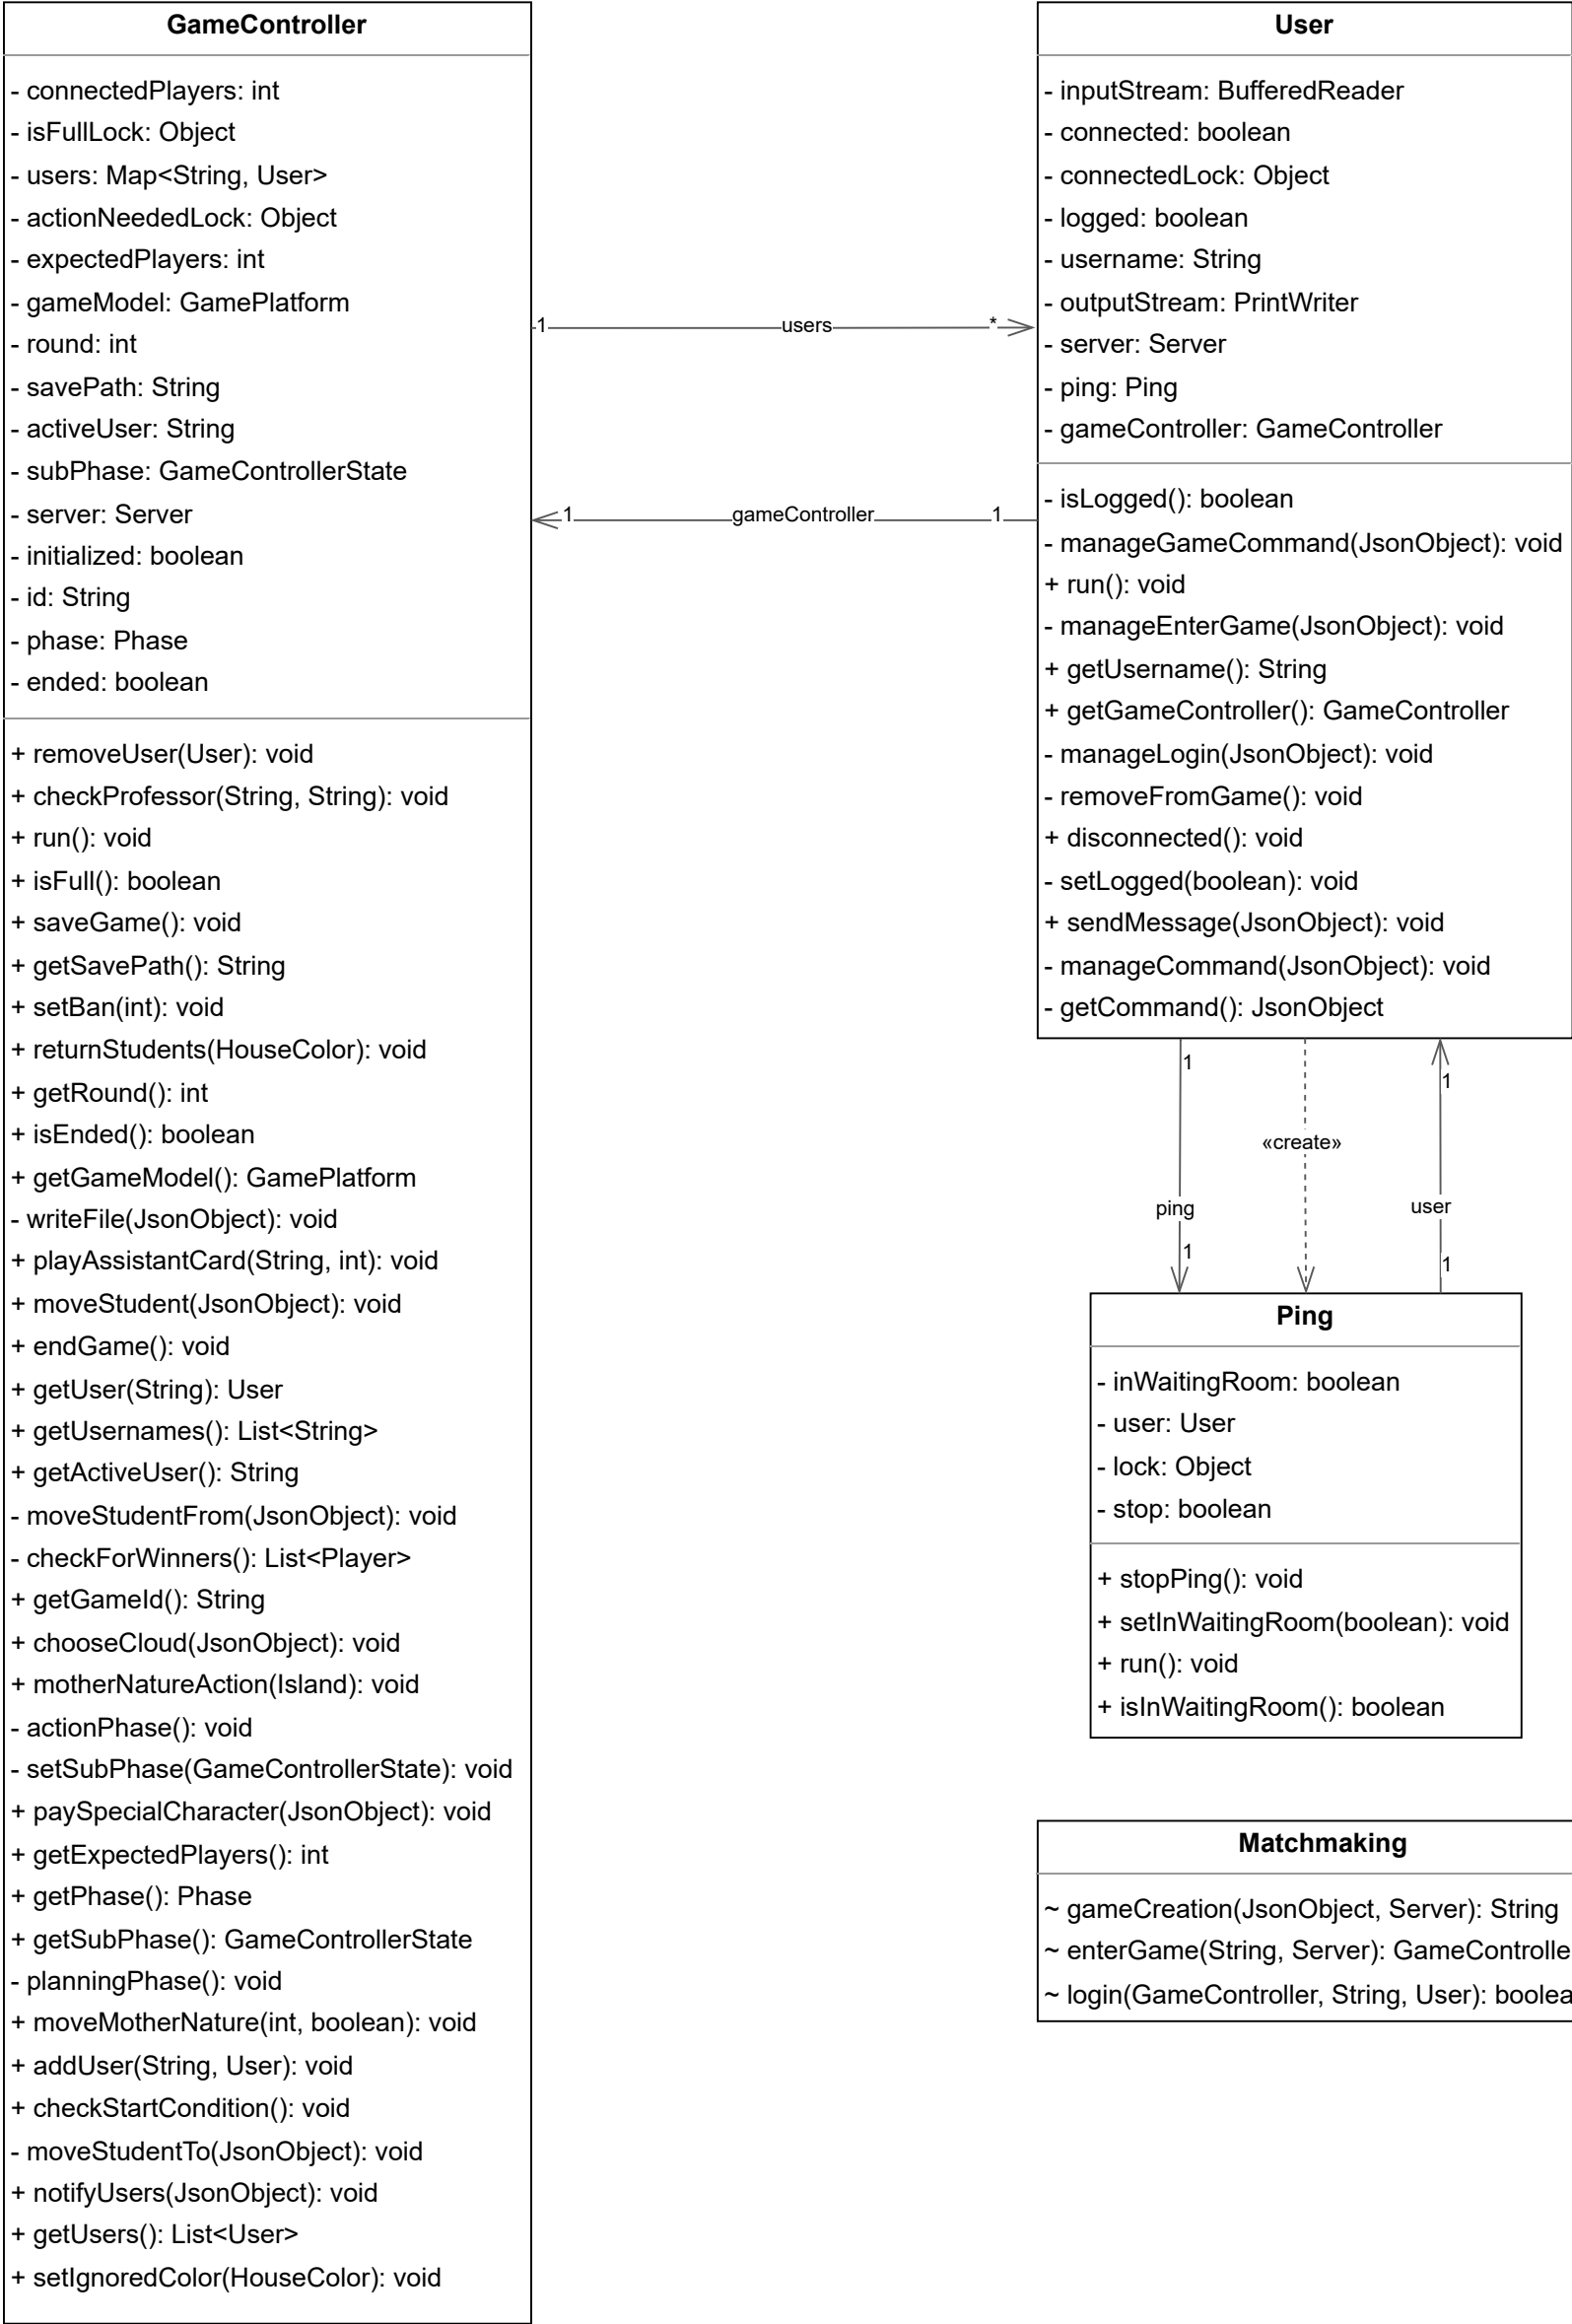 GameController
- connectedPlayers: int
- isFullLock: Object
- users: Map<String, User>
- actionNeededLock: Object
- expectedPlayers: int
- gameModel: GamePlatform
- round: int
- savePath: String
- activeUser: String
- subPhase: GameControllerState
- server: Server
- initialized: boolean
- id: String
- phase: Phase
- ended: boolean
+ removeUser(User): void
+ checkProfessor(String, String): void
+ run(): void
+ isFull(): boolean
+ saveGame(): void
+ getSavePath(): String
+ setBan(int): void
+ returnStudents(HouseColor): void
+ getRound(): int
+ isEnded(): boolean
+ getGameModel(): GamePlatform
- writeFile(JsonObject): void
+ playAssistantCard(String, int): void
+ moveStudent(JsonObject): void
+ endGame(): void
+ getUser(String): User
+ getUsernames(): List<String>
+ getActiveUser(): String
- moveStudentFrom(JsonObject): void
- checkForWinners(): List<Player>
+ getGameId(): String
+ chooseCloud(JsonObject): void
+ motherNatureAction(Island): void
- actionPhase(): void
- setSubPhase(GameControllerState): void
+ paySpecialCharacter(JsonObject): void
+ getExpectedPlayers(): int
+ getPhase(): Phase
+ getSubPhase(): GameControllerState
- planningPhase(): void
+ moveMotherNature(int, boolean): void
+ addUser(String, User): void
+ checkStartCondition(): void
- moveStudentTo(JsonObject): void
+ notifyUsers(JsonObject): void
+ getUsers(): List<User>
+ setIgnoredColor(HouseColor): void
1 users *
1 gameController 1
User
- inputStream: BufferedReader
- connected: boolean
- connectedLock: Object
- logged: boolean
- username: String
- outputStream: PrintWriter
- server: Server
- ping: Ping
- gameController: GameController
- isLogged(): boolean
- manageGameCommand(JsonObject): void
+ run(): void
- manageEnterGame(JsonObject): void
+ getUsername(): String
+ getGameController(): GameController
- manageLogin(JsonObject): void
- removeFromGame(): void
+ disconnected(): void
- setLogged(boolean): void
+ sendMessage(JsonObject): void
- manageCommand(JsonObject): void
- getCommand(): JsonObject
1
1
«create»
ping
user
1
1
Ping
- inWaitingRoom: boolean
- user: User
- lock: Object
- stop: boolean
+ stopPing(): void
+ setInWaitingRoom(boolean): void
+ run(): void
+ isInWaitingRoom(): boolean
Matchmaking
~ gameCreation(JsonObject, Server): String
~ enterGame(String, Server): GameControlle
~ login(GameController, String, User): boolea